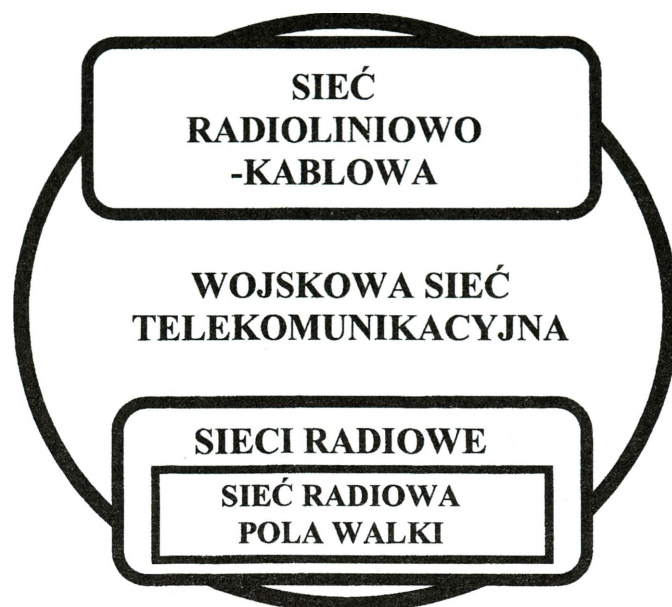 SIEĆ
RADIOLINIOWO
-KABLOWA
WOJSKOWA SIEĆ
TELEKOMUNIKACYJNA
SIECI RADIOWE
SIEĆ RADIOWA
POLA WALKI